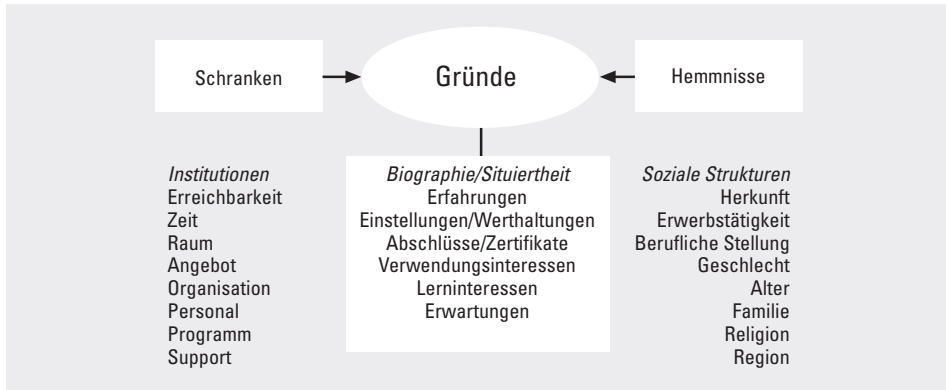 Schranken
Gründe
Hemmnisse
Institutionen
Erreichbarkeit
Zeit
Raum
Angebot
Organisation
Personal
Programm
Support
Biographie/Situiertheit
Erfahrungen
Einstellungen/Werthaltungen
Abschlüsse/Zertifikate
Verwendungsinteressen
Lerninteressen
Erwartungen
Soziale Strukturen
Herkunft
Erwerbstätigkeit
Berufliche Stellung
Geschlecht
Alter
Familie
Religion
Region